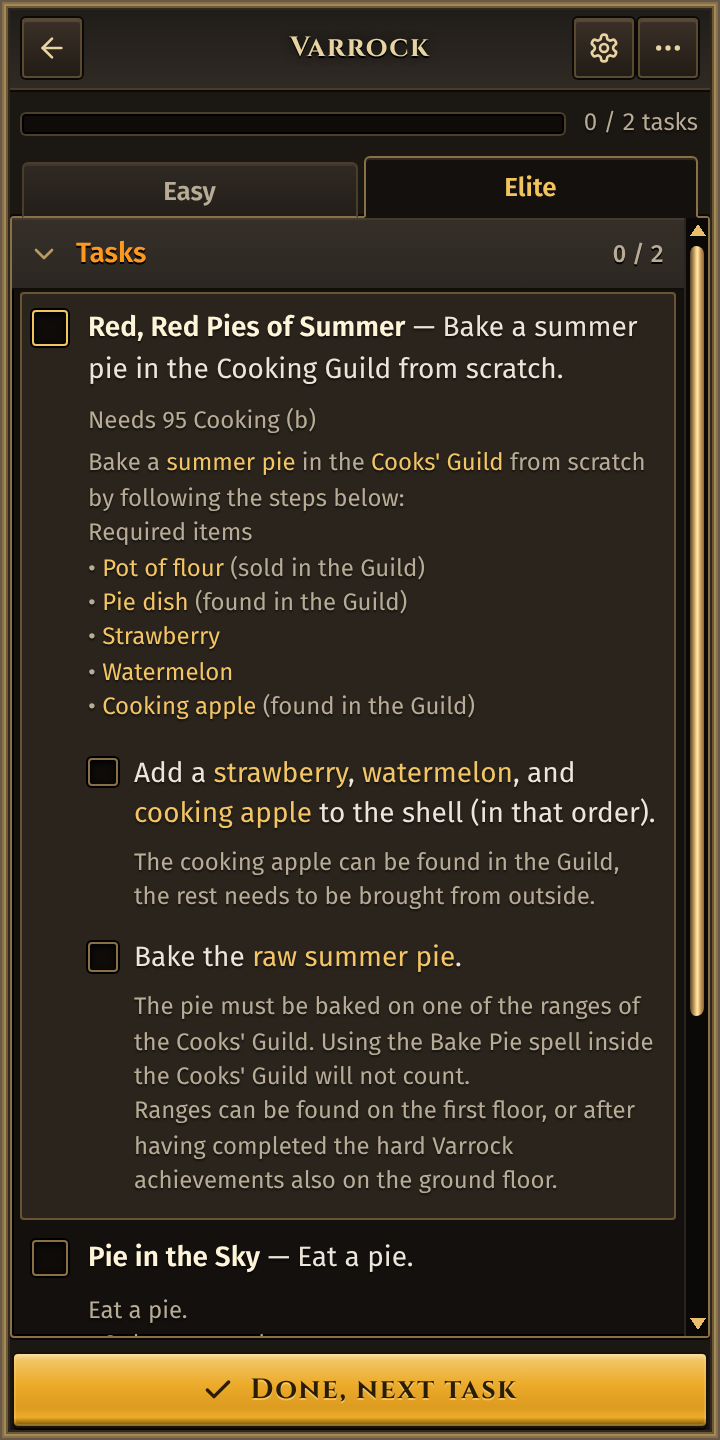 Varrock
0 / 2 tasks
Easy
Elite
Tasks
0 / 2
Red, Red Pies of Summer — Bake a summer
pie in the Cooking Guild from scratch.
Needs 95 Cooking (b)
Bake a summer pie in the Cooks' Guild from scratch
by following the steps below:
Required items
• Pot of flour (sold in the Guild)
• Pie dish (found in the Guild)
• Strawberry
• Watermelon
• Cooking apple (found in the Guild)
Add a strawberry, watermelon, and
cooking apple to the shell (in that order).
The cooking apple can be found in the Guild,
the rest needs to be brought from outside.
Bake the raw summer pie.
The pie must be baked on one of the ranges of
the Cooks' Guild. Using the Bake Pie spell inside
the Cooks' Guild will not count.
Ranges can be found on the first floor, or after
having completed the hard Varrock
achievements also on the ground floor.
Pie in the Sky — Eat a pie.
Eat a pie.
Done, next task